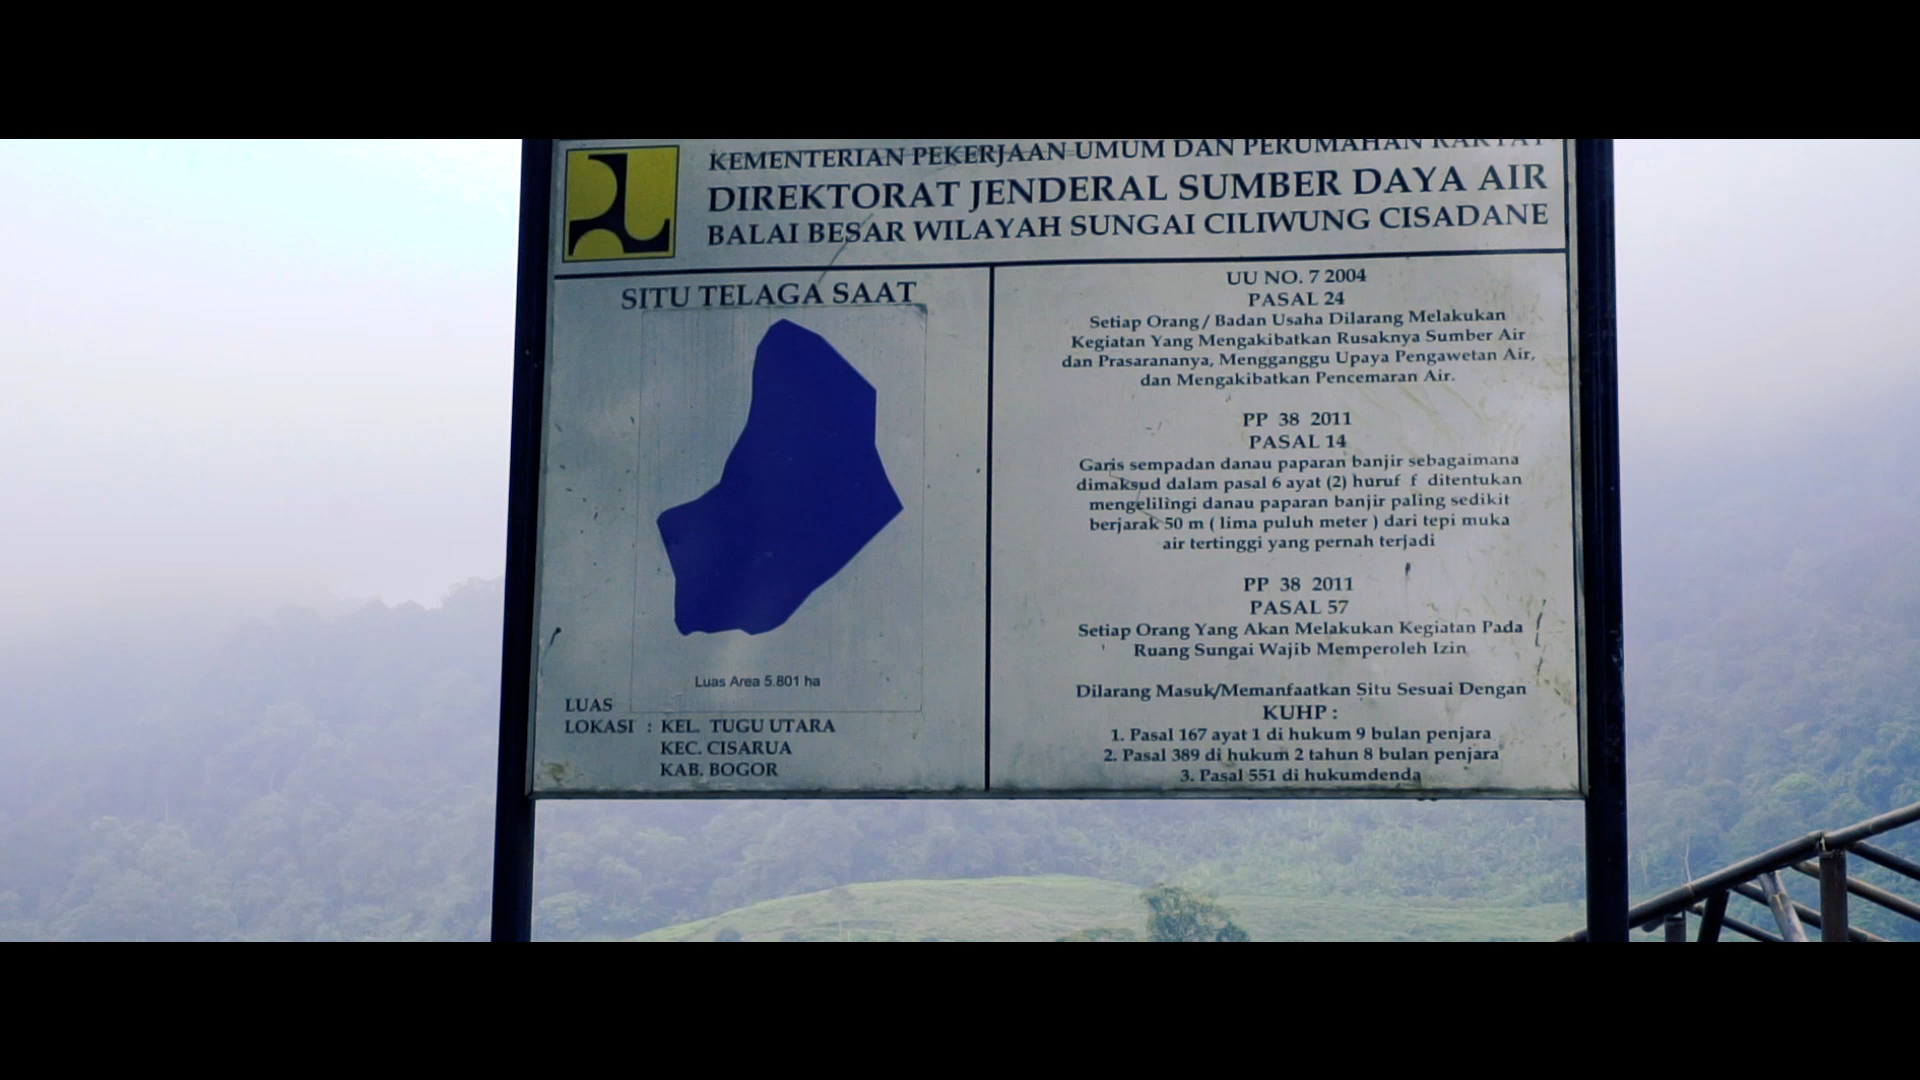 KEMENTERIAN PEKERJAAN UMUM DAN PERUMAHAN RAKYAT
DIREKTORAT JENDERAL SUMBER DAYA AIR
BALAI BESAR WILAYAH SUNGAI CILIWUNG CISADANE
SITU TELAGA SAAT
Luas Area 5.801 ha
LUAS
LOKASI : KEL. TUGU UTARA
KEC. CISARUA
KAB. BOGOR
UU NO. 7 2004
PASAL 24
Setiap Orang / Badan Usaha Dilarang Melakukan
Kegiatan Yang Mengakibatkan Rusaknya Sumber Air
dan Prasarananya, Mengganggu Upaya Pengawetan Air,
dan Mengakibatkan Pencemaran Air.
PP 38 2011
PASAL 14
Garis sempadan danau paparan banjir sebagaimana
dimaksud dalam pasal 6 ayat (2) huruf f ditentukan
mengelilingi danau paparan banjir paling sedikit
berjarak 50 m ( lima puluh meter ) dari tepi muka
air tertinggi yang pernah terjadi
PP 38 2011
PASAL 57
Setiap Orang Yang Akan Melakukan Kegiatan Pada
Ruang Sungai Wajib Memperoleh Izin
Dilarang Masuk/Memanfaatkan Situ Sesuai Dengan
KUHP :
1. Pasal 167 ayat 1 di hukum 9 bulan penjara
2. Pasal 389 di hukum 2 tahun 8 bulan penjara
3. Pasal 551 di hukumdenda